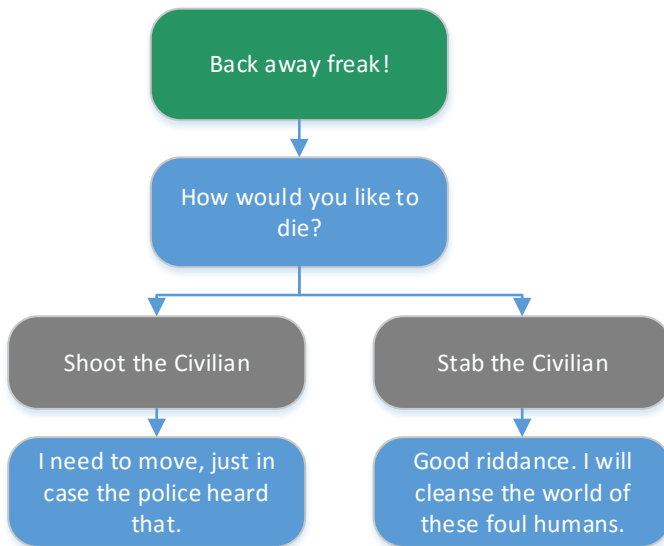 Back away freak!
How would you like to
die?
Shoot the Civilian
Stab the Civilian
I need to move, just in
case the police heard
that.
Good riddance. I will
cleanse the world of
these foul humans.